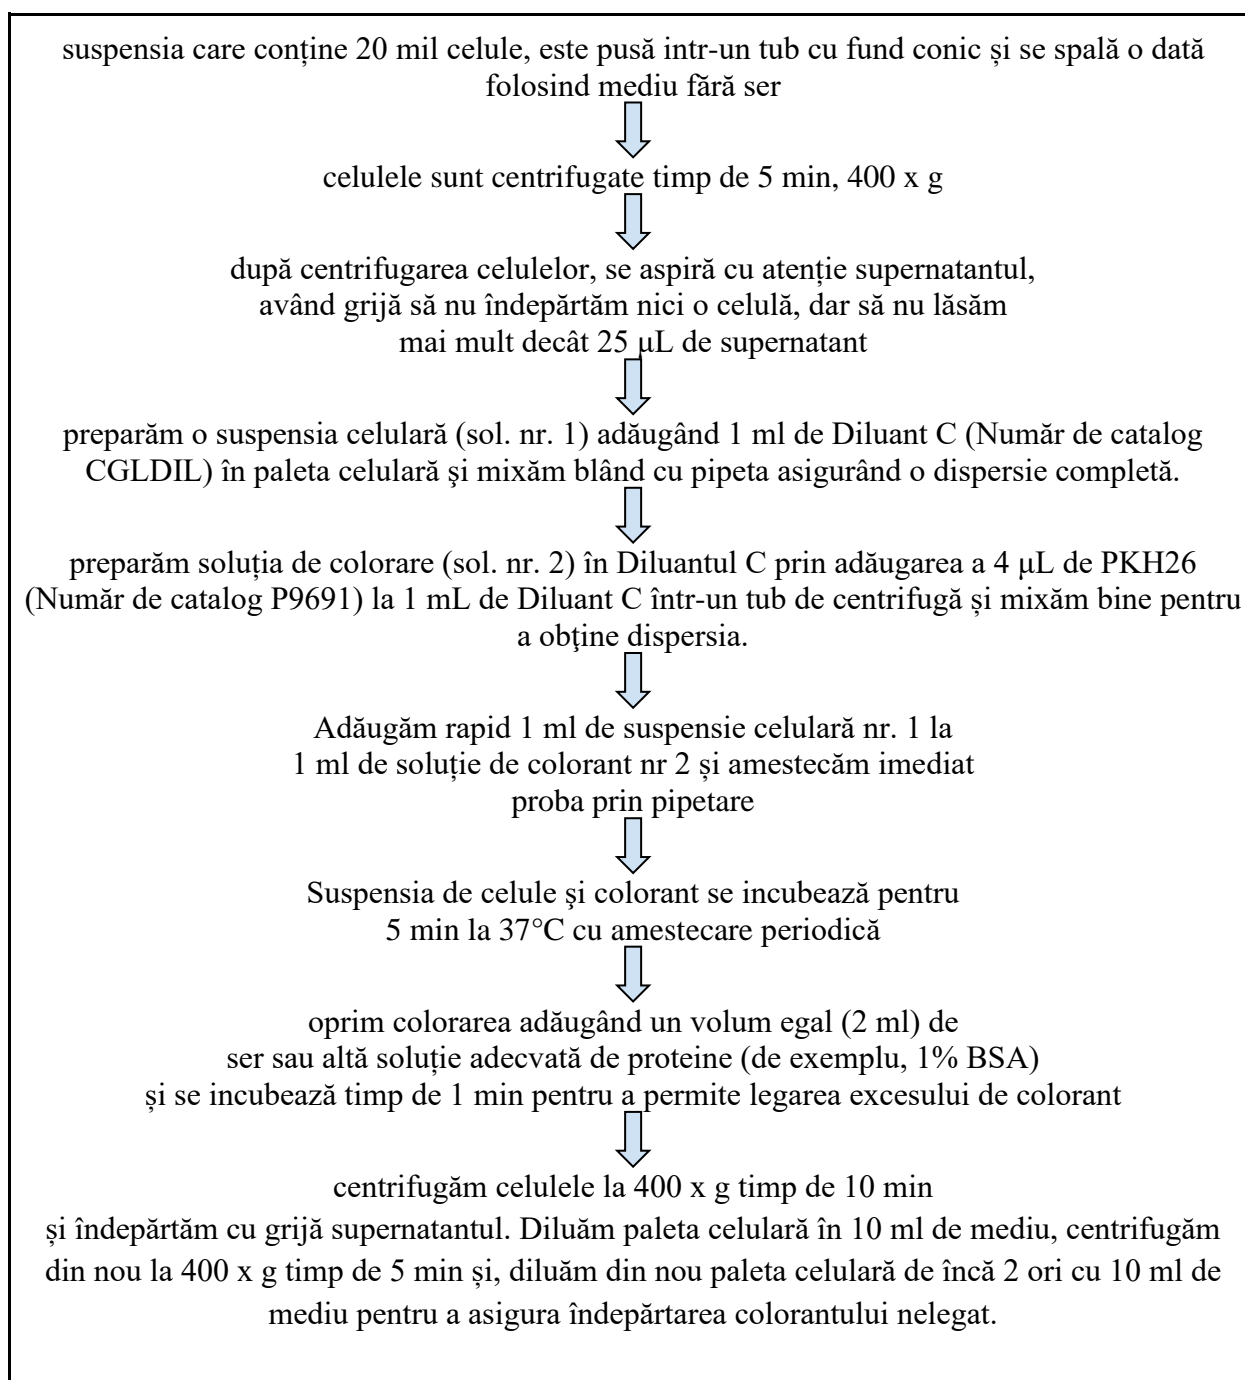 suspensia care conține 20 mil celule, este pusă intr-un tub cu fund conic și se spală o dată
folosind mediu fără ser
celulele sunt centrifugate timp de 5 min, 400 x g
după centrifugarea celulelor, se aspiră cu atenție supernatantul,
având grijă să nu îndepărtăm nici o celulă, dar să nu lăsăm
mai mult decât 25 μL de supernatant
preparăm o suspensia celulară (sol. nr. 1) adăugând 1 ml de Diluant C (Număr de catalog
CGLDIL) în paleta celulară şi mixăm blând cu pipeta asigurând o dispersie completă.
preparăm soluția de colorare (sol. nr. 2) în Diluantul C prin adăugarea a 4 μL de PKH26
(Număr de catalog P9691) la 1 mL de Diluant C într-un tub de centrifugă și mixăm bine pentru
a obţine dispersia.
Adăugăm rapid 1 ml de suspensie celulară nr. 1 la
1 ml de soluție de colorant nr 2 și amestecăm imediat
proba prin pipetare
Suspensia de celule şi colorant se incubează pentru
5 min la 37°C cu amestecare periodică
oprim colorarea adăugând un volum egal (2 ml) de
ser sau altă soluție adecvată de proteine (de exemplu, 1% BSA)
și se incubează timp de 1 min pentru a permite legarea excesului de colorant
centrifugăm celulele la 400 x g timp de 10 min
și îndepărtăm cu grijă supernatantul. Diluăm paleta celulară în 10 ml de mediu, centrifugăm
din nou la 400 x g timp de 5 min și, diluăm din nou paleta celulară de încă 2 ori cu 10 ml de
mediu pentru a asigura îndepărtarea colorantului nelegat.